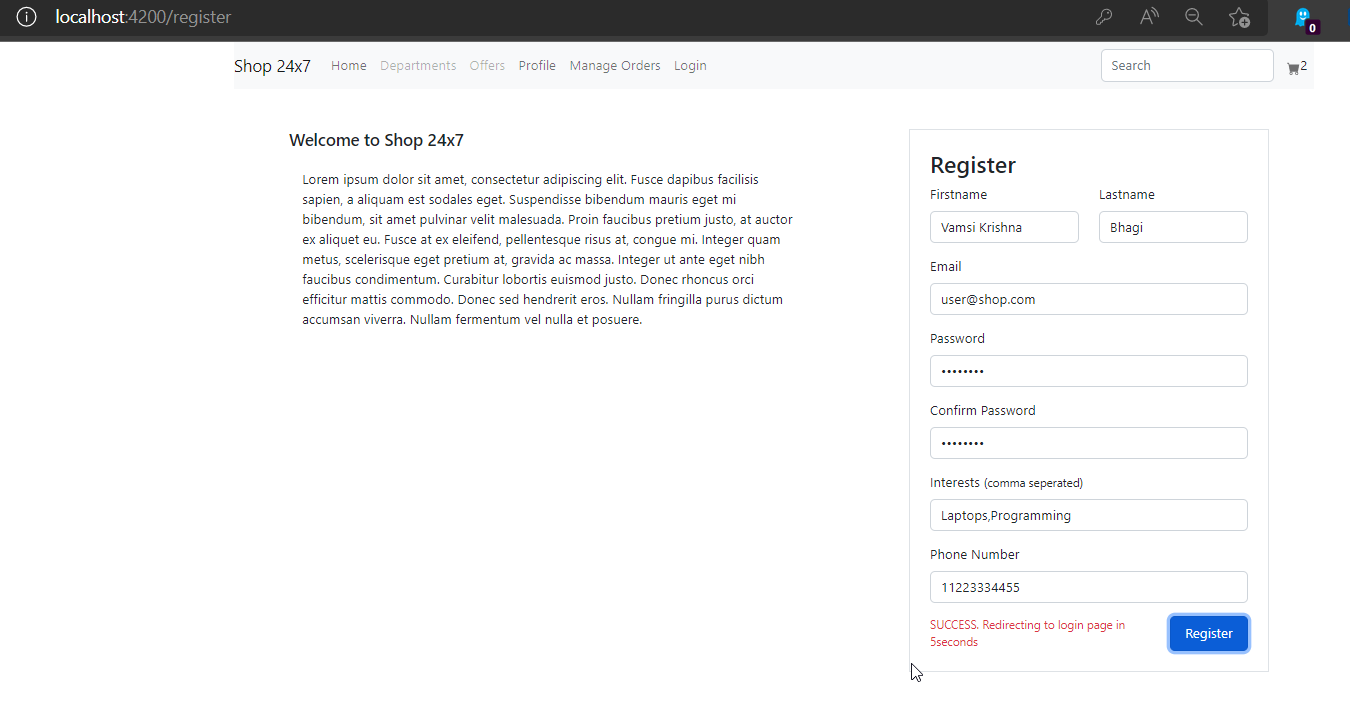 localhost:4200/register
0
Shop 24x7 Home Departments Offers Profile Manage Orders Login Search 2
Welcome to Shop 24x7
Lorem ipsum dolor sit amet, consectetur adipiscing elit. Fusce dapibus facilisis
sapien, a aliquam est sodales eget. Suspendisse bibendum mauris eget mi
bibendum, sit amet pulvinar velit malesuada. Proin faucibus pretium justo, at auctor
ex aliquet eu. Fusce at ex eleifend, pellentesque risus at, congue mi. Integer quam
metus, scelerisque eget pretium at, gravida ac massa. Integer ut ante eget nibh
faucibus condimentum. Curabitur lobortis euismod justo. Donec rhoncus orci
efficitur mattis commodo. Donec sed hendrerit eros. Nullam fringilla purus dictum
accumsan viverra. Nullam fermentum vel nulla et posuere.
Register
Firstname Lastname
Vamsi Krishna Bhagi
Email
user@shop.com
Password
••••••••
Confirm Password
••••••••
Interests (comma seperated)
Laptops,Programming
Phone Number
11223334455
SUCCESS. Redirecting to login page in
5seconds
Register